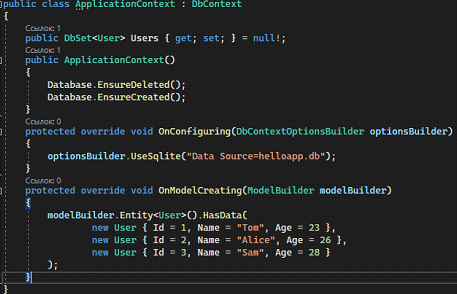 public class ApplicationContext : DbContext
{
Ссылок: 1
public DbSet<User> Users { get; set; } = null!;
Ссылок: 1
public ApplicationContext()
{
Database.EnsureDeleted();
Database.EnsureCreated();
}
Ссылок: 0
protected override void OnConfiguring(DbContextOptionsBuilder optionsBuilder)
{
optionsBuilder.UseSqlite("Data Source=helloapp.db");
}
Ссылок: 0
protected override void OnModelCreating(ModelBuilder modelBuilder)
{
modelBuilder.Entity<User>().HasData(
new User { Id = 1, Name = "Tom", Age = 23 },
new User { Id = 2, Name = "Alice", Age = 26 },
new User { Id = 3, Name = "Sam", Age = 28 }
);
}
}